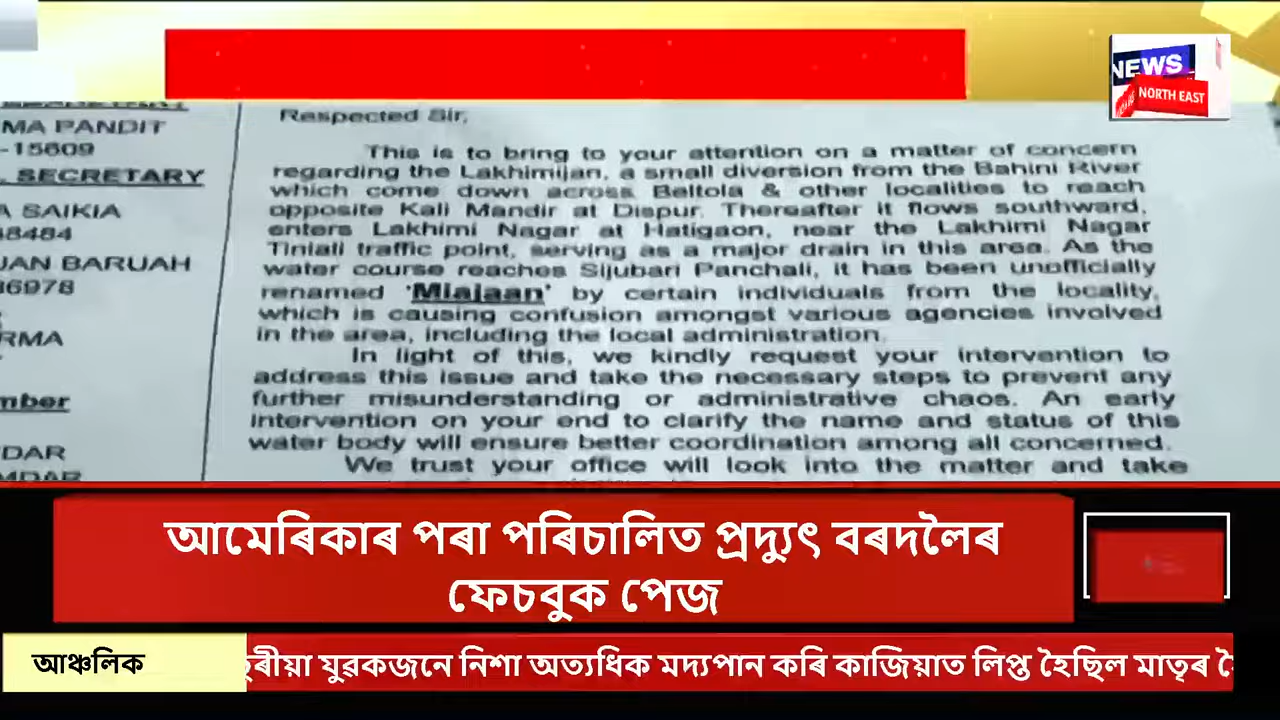 NEWS
NORTH EAST
MA PANDIT
-15609
SECRETARY
A SAIKIA
48484
JAN BARUAH
36978
RMA
mber
DAR
MDAR
Respected Sir,
This is to bring to your attention on a matter of concern
regarding the Lakhimijan, a small diversion from the Bahini River
which come down across Beltola & other localities to reach
opposite Kali Mandir at Dispur. Thereafter it flows southward,
enters Lakhimi Nagar at Hatigaon, near the Lakhimi Nagar
Tiniali traffic point, serving as a major drain in this area. As the
water course reaches Sijubari Panchali, it has been unofficially
renamed 'Miajaan' by certain individuals from the locality,
which is causing confusion amongst various agencies involved
in the area, including the local administration.
In light of this, we kindly request your intervention to
address this issue and take the necessary steps to prevent any
further misunderstanding or administrative chaos. An early
intervention on your end to clarify the name and status of this
water body will ensure better coordination among all concerned.
We trust your office will look into the matter and take
আমেৰিকাৰ পৰা পৰিচালিত প্ৰদ্যুৎ বৰদলৈৰ
ফেচবুক পেজ
আঞ্চলিক
হুৰীয়া যুৱকজনে নিশা অত্যধিক মদ্যপান কৰি কাজিয়াত লিপ্ত হৈছিল মাতৃৰ